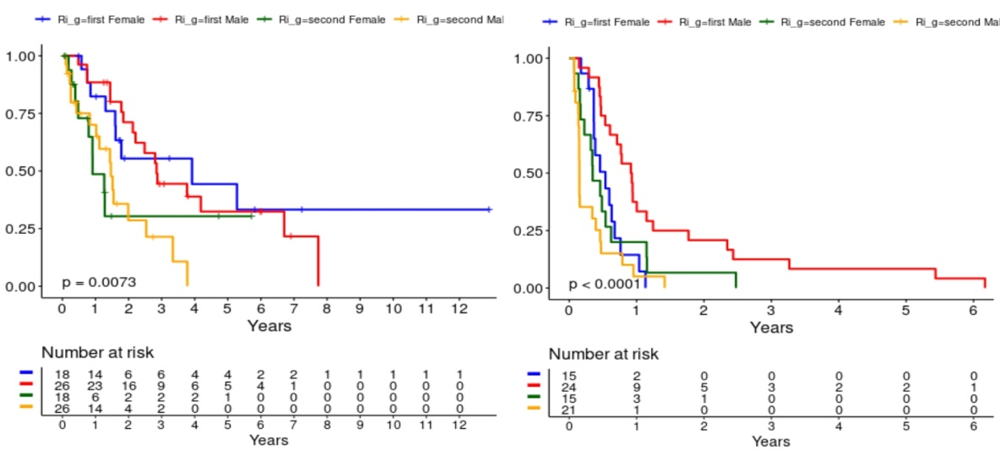 Ri_g=first Female Ri_g=first Male Ri_g=second Female Ri_g=second Mal
1.00
0.75
0.50
0.25
0.00
p = 0.0073
0 1 2 3 4 5 6 7 8 9 10 11 12
Years
Number at risk
18 14 6 6 4 4 2 2 1 1 1 1 1
26 23 16 9 6 5 4 1 0 0 0 0 0
18 6 2 2 2 1 0 0 0 0 0 0 0
26 14 4 2 0 0 0 0 0 0 0 0 0
0 1 2 3 4 5 6 7 8 9 10 11 12
Years
Ri_g=first Female Ri_g=first Male Ri_g=second Female Ri_g=second Mal
1.00
0.75
0.50
0.25
0.00
p < 0.0001
0 1 2 3 4 5 6
Years
Number at risk
15 2 0 0 0 0 0
24 9 5 3 2 2 1
15 3 1 0 0 0 0
21 1 0 0 0 0 0
0 1 2 3 4 5 6
Years